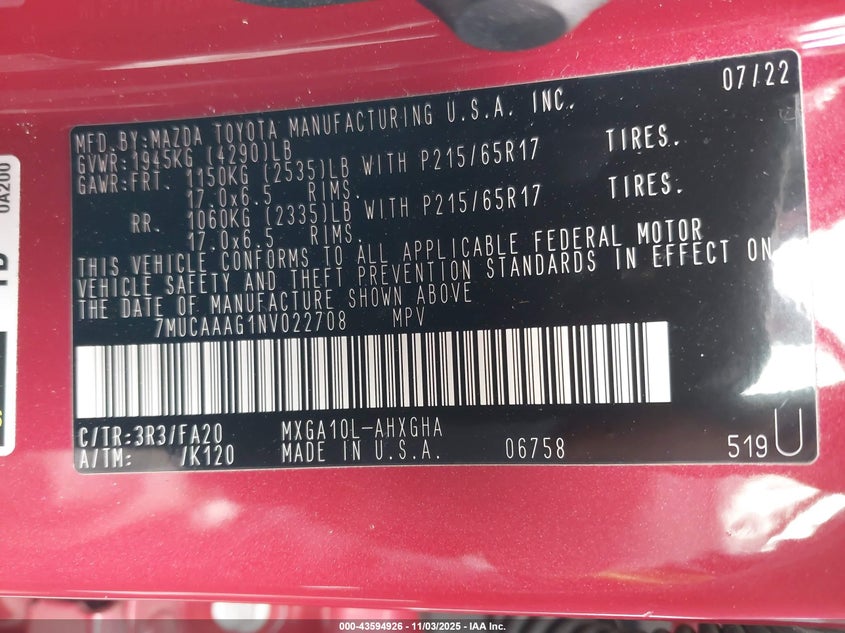 07/22
MFD.BY:MAZDA TOYOTA MANUFACTURING U.S.A. INC.
GVWR:1945KG (4290)LB
GAWR:FRT. 1150KG (2535)LB WITH P215/65R17 TIRES.
17.0x6.5 RIMS.
RR. 1060KG (2335)LB WITH P215/65R17 TIRES.
17.0x6.5 RIMS.
THIS VEHICLE CONFORMS TO ALL APPLICABLE FEDERAL MOTOR
VEHICLE SAFETY AND THEFT PREVENTION STANDARDS IN EFFECT ON
THE DATE OF MANUFACTURE SHOWN ABOVE
7MUCAAAG1NV022708 MPV
C/TR:3R3/FA20 MXGA10L-AHXGHA
A/TM: /K120 MADE IN U.S.A. 06758 519 U
0A200
000-43594926 - 11/03/2025 - IAA Inc.